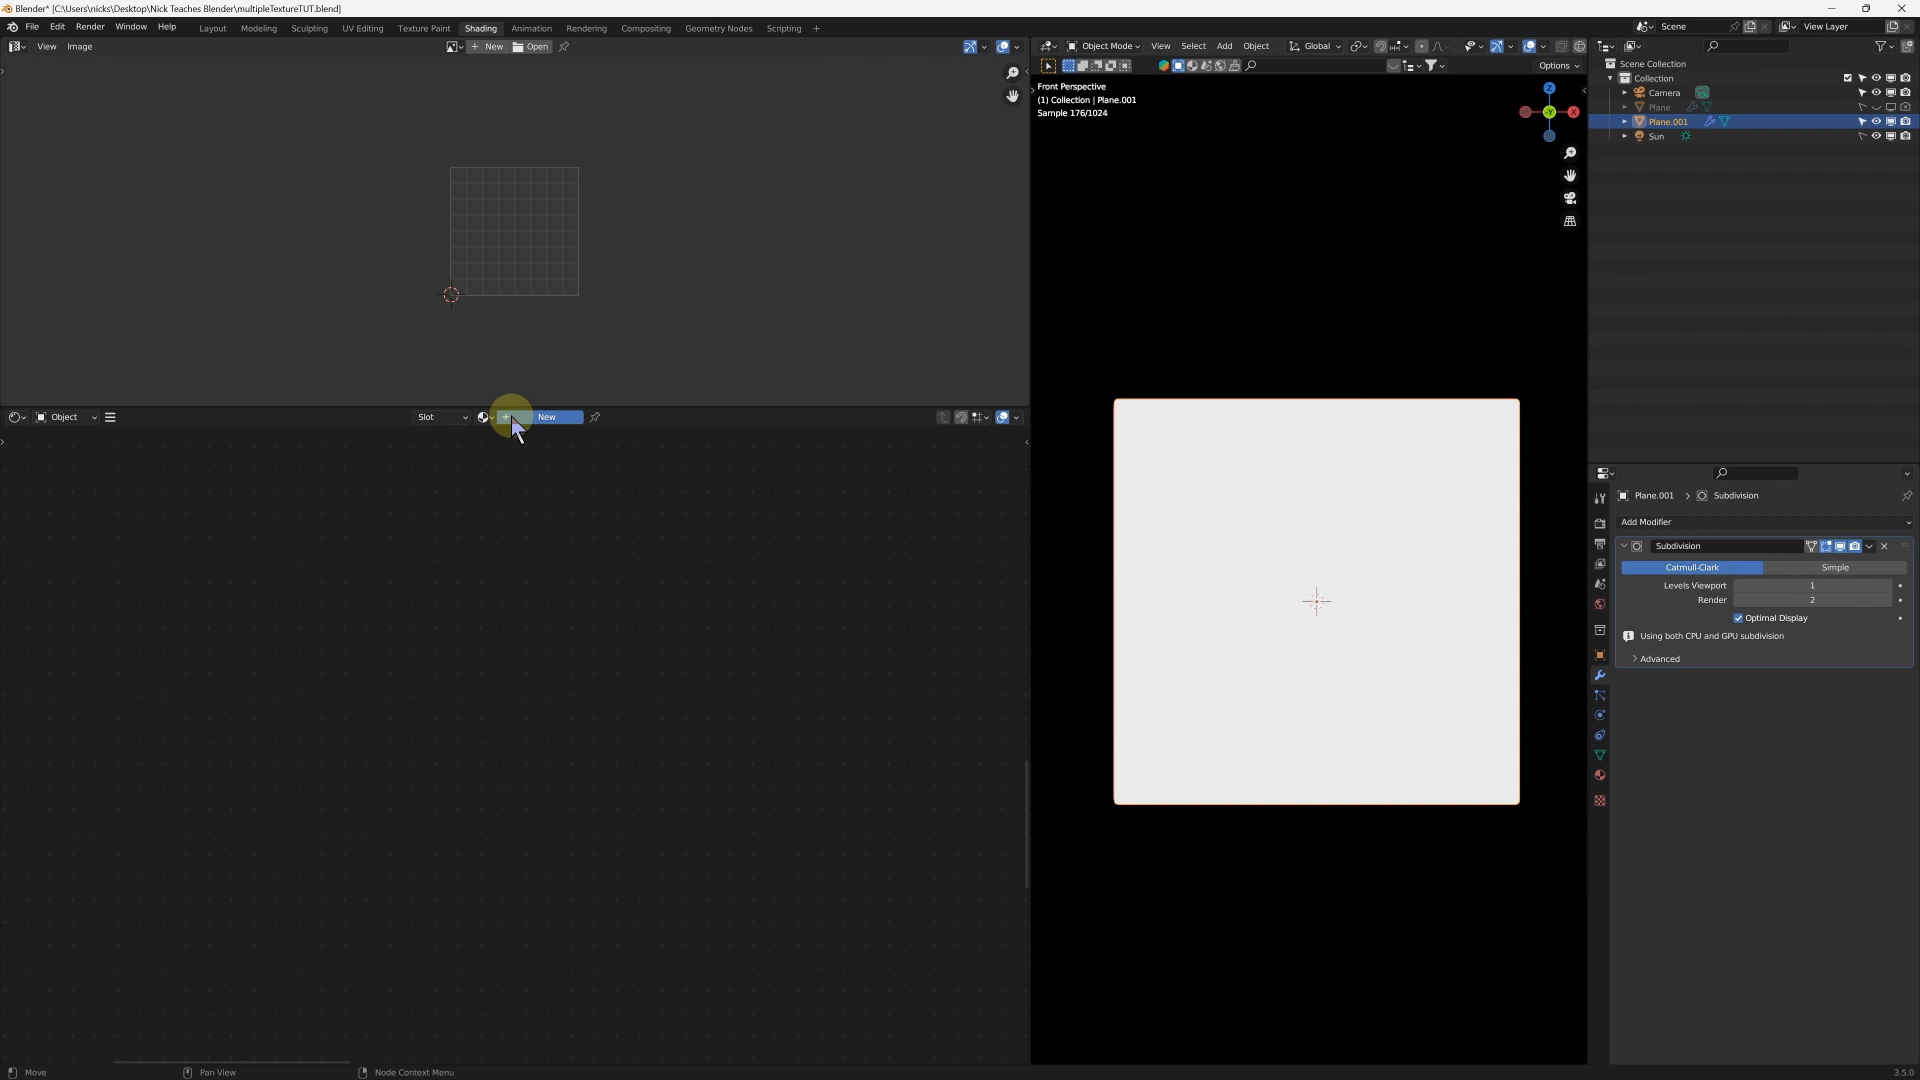 Blender* [C:\Users\nicks\Desktop\Nick Teaches Blender\multipleTextureTUT.blend]
File Edit Render Window Help Layout Modeling Sculpting UV Editing Texture Paint Shading Animation Rendering Compositing Geometry Nodes Scripting + Scene View Layer
View Image New Open
Object Mode View Select Add Object Global
Options
Front Perspective
(1) Collection | Plane.001
Sample 176/1024
Z
Y
X
Scene Collection
Collection
Camera
Plane
Plane.001
Sun
Object Slot New
Plane.001 > Subdivision
Add Modifier
Subdivision
Catmull-Clark Simple
Levels Viewport 1
Render 2
Optimal Display
Using both CPU and GPU subdivision
Advanced
Move Pan View Node Context Menu 3.5.0